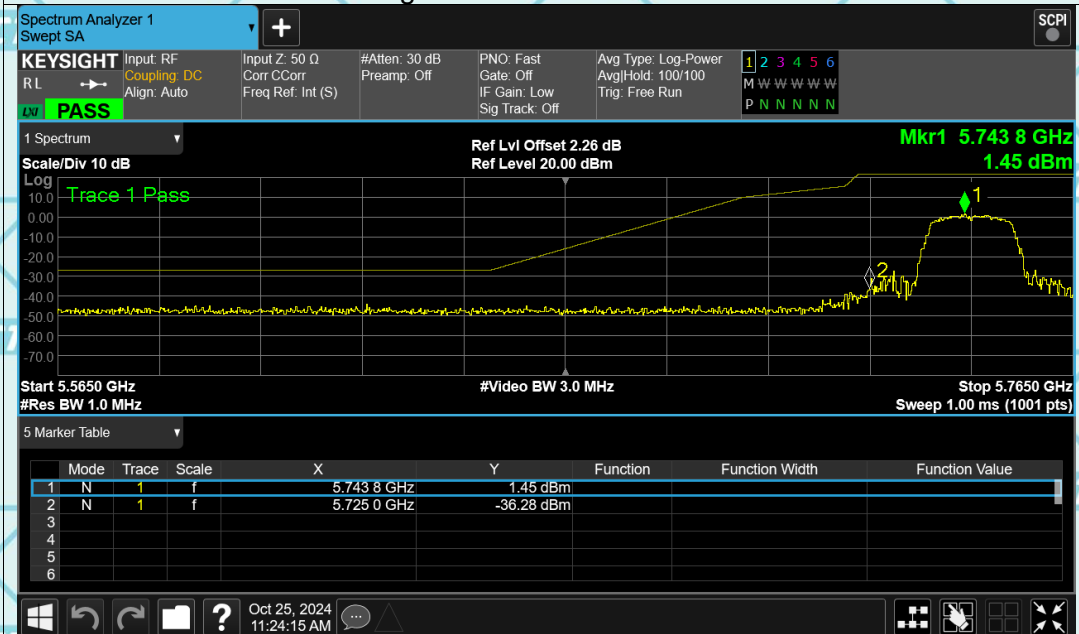 Spectrum Analyzer 1
Swept SA
+
SCPI
KEYSIGHT Input: RF Input Z: 50 Ω #Atten: 30 dB PNO: Fast Avg Type: Log-Power 1 2 3 4 5 6
RL Coupling: DC Corr CCorr Preamp: Off Gate: Off Avg|Hold: 100/100 M W W W W W
Align: Auto Freq Ref: Int (S) IF Gain: Low Trig: Free Run
LXI PASS Sig Track: Off P N N N N N
1 Spectrum Ref Lvl Offset 2.26 dB Mkr1 5.743 8 GHz
Scale/Div 10 dB Ref Level 20.00 dBm 1.45 dBm
Log
Trace 1 Pass
1
10.0
0.00
-10.0
-20.0
2
-30.0
-40.0
-50.0
-60.0
-70.0
Start 5.5650 GHz #Video BW 3.0 MHz Stop 5.7650 GHz
#Res BW 1.0 MHz Sweep 1.00 ms (1001 pts)
5 Marker Table
Mode Trace Scale X Y Function Function Width Function Value
1 N 1 f 5.743 8 GHz 1.45 dBm
2 N 1 f 5.725 0 GHz -36.28 dBm
3
4
5
6
? Oct 25, 2024
11:24:15 AM